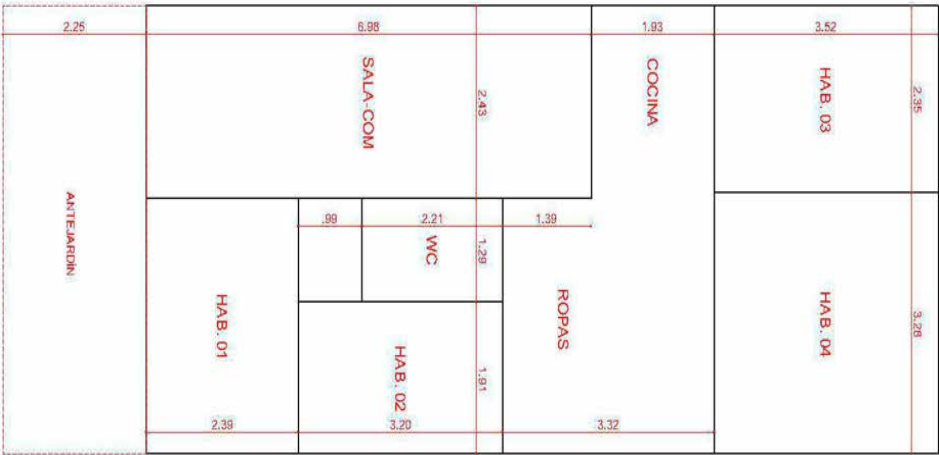 2.25
6.98
1.93
3.52
SALA-COM
COCINA
HAB. 03
2.43
2.35
ANTEJARDÍN
.99
2.21
1.39
WC
1.29
HAB. 01
ROPAS
HAB. 04
3.28
HAB. 02
1.91
2.39
3.20
3.32